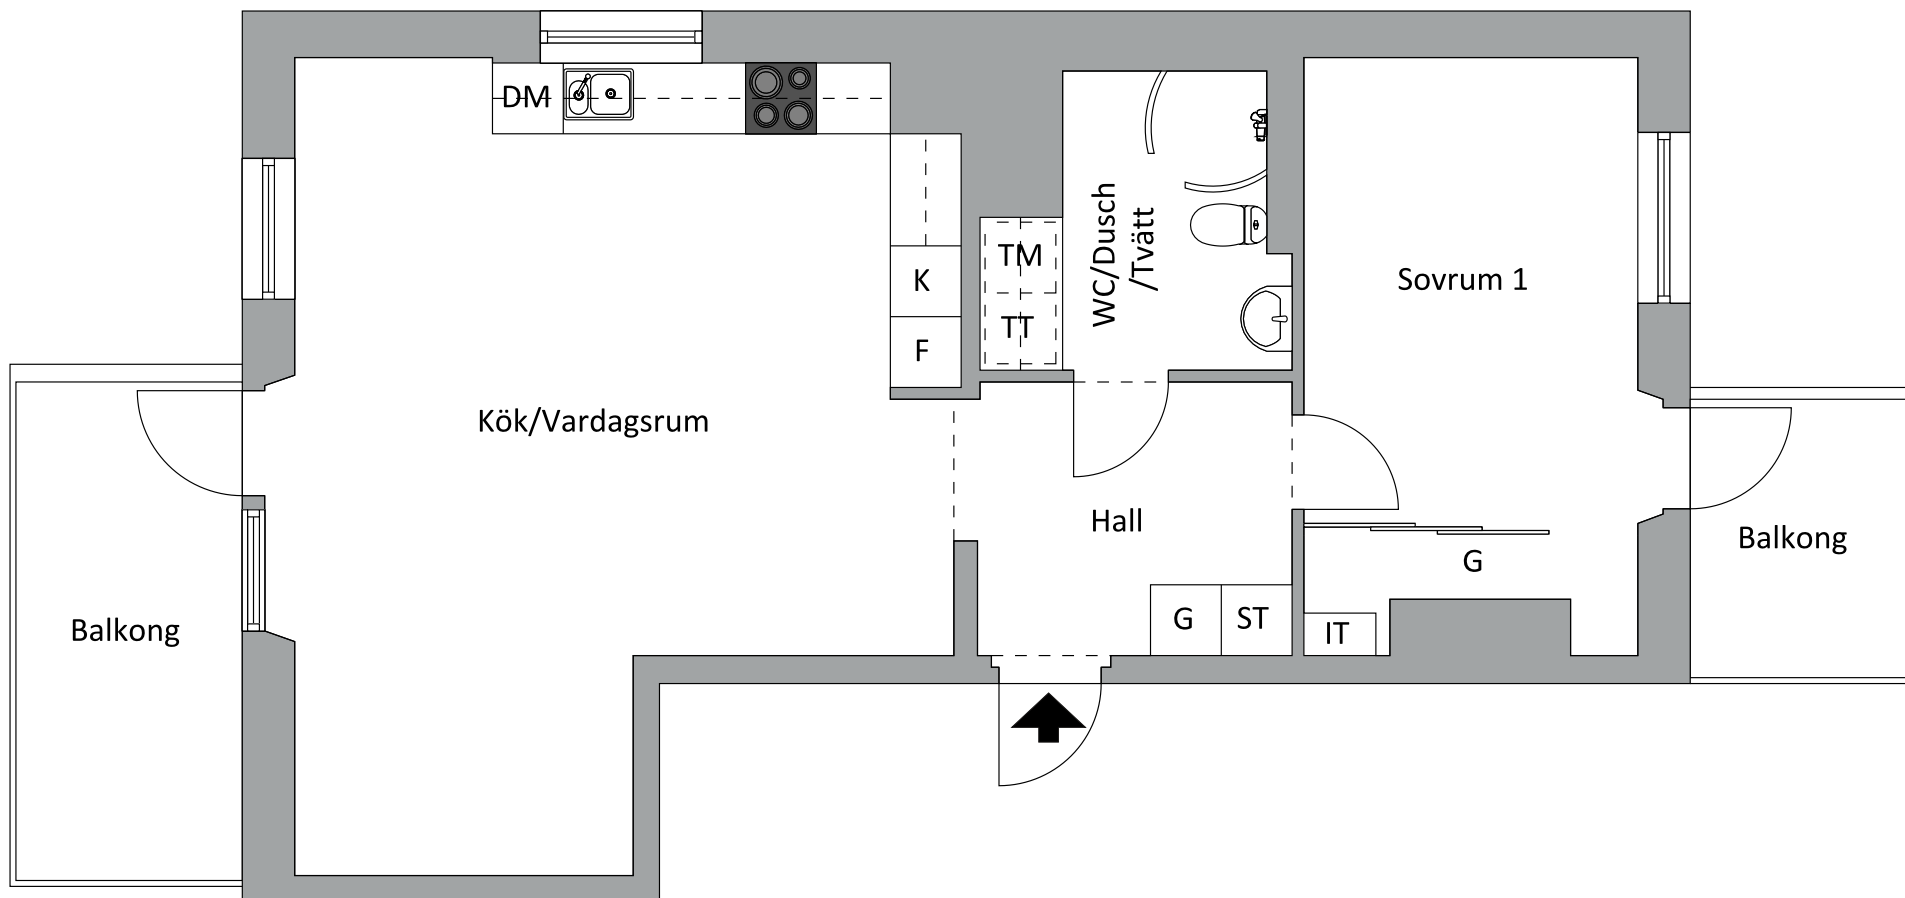 DM
K
F
TM
TT
WC/Dusch
/Tvätt
Sovrum 1
Kök/Vardagsrum
Hall
Balkong
G
Balkong
G
ST
IT